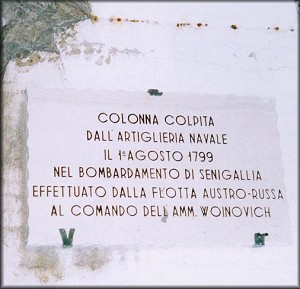 COLONNA COLPITA
DALL'ARTIGLIERIA NAVALE
IL 1º AGOSTO 1799
NEL BOMBARDAMENTO DI SENIGALLIA
EFFETTUATO DALLA FLOTTA AUSTRO-RUSSA
AL COMANDO DELL'AMM. WOINOVICH